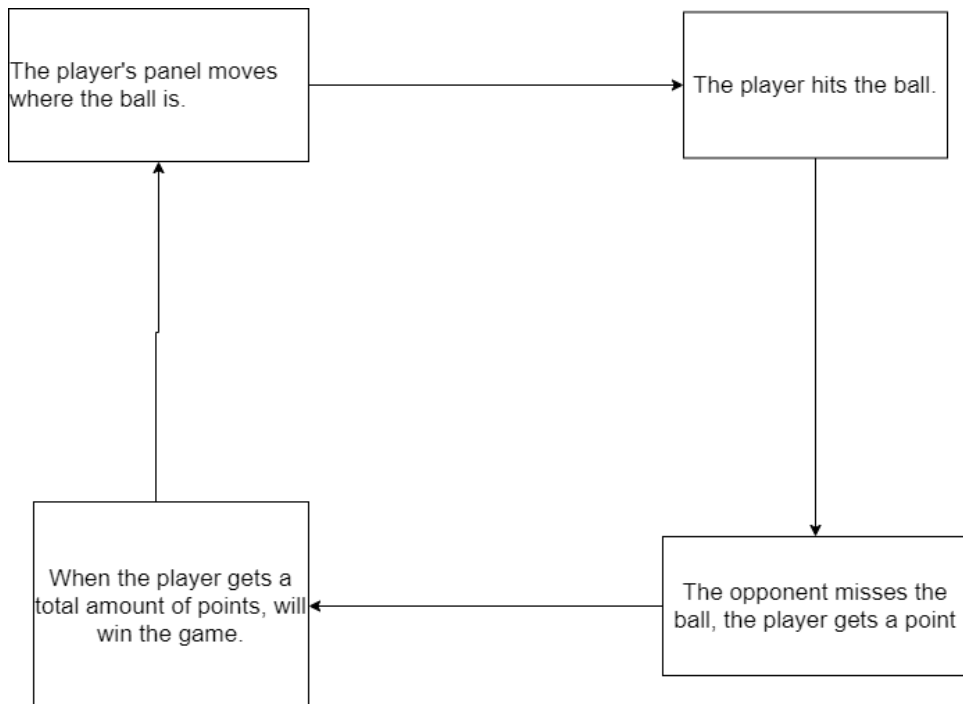 The player's panel moves
where the ball is.
The player hits the ball.
The opponent misses the
ball, the player gets a point
When the player gets a
total amount of points, will
win the game.